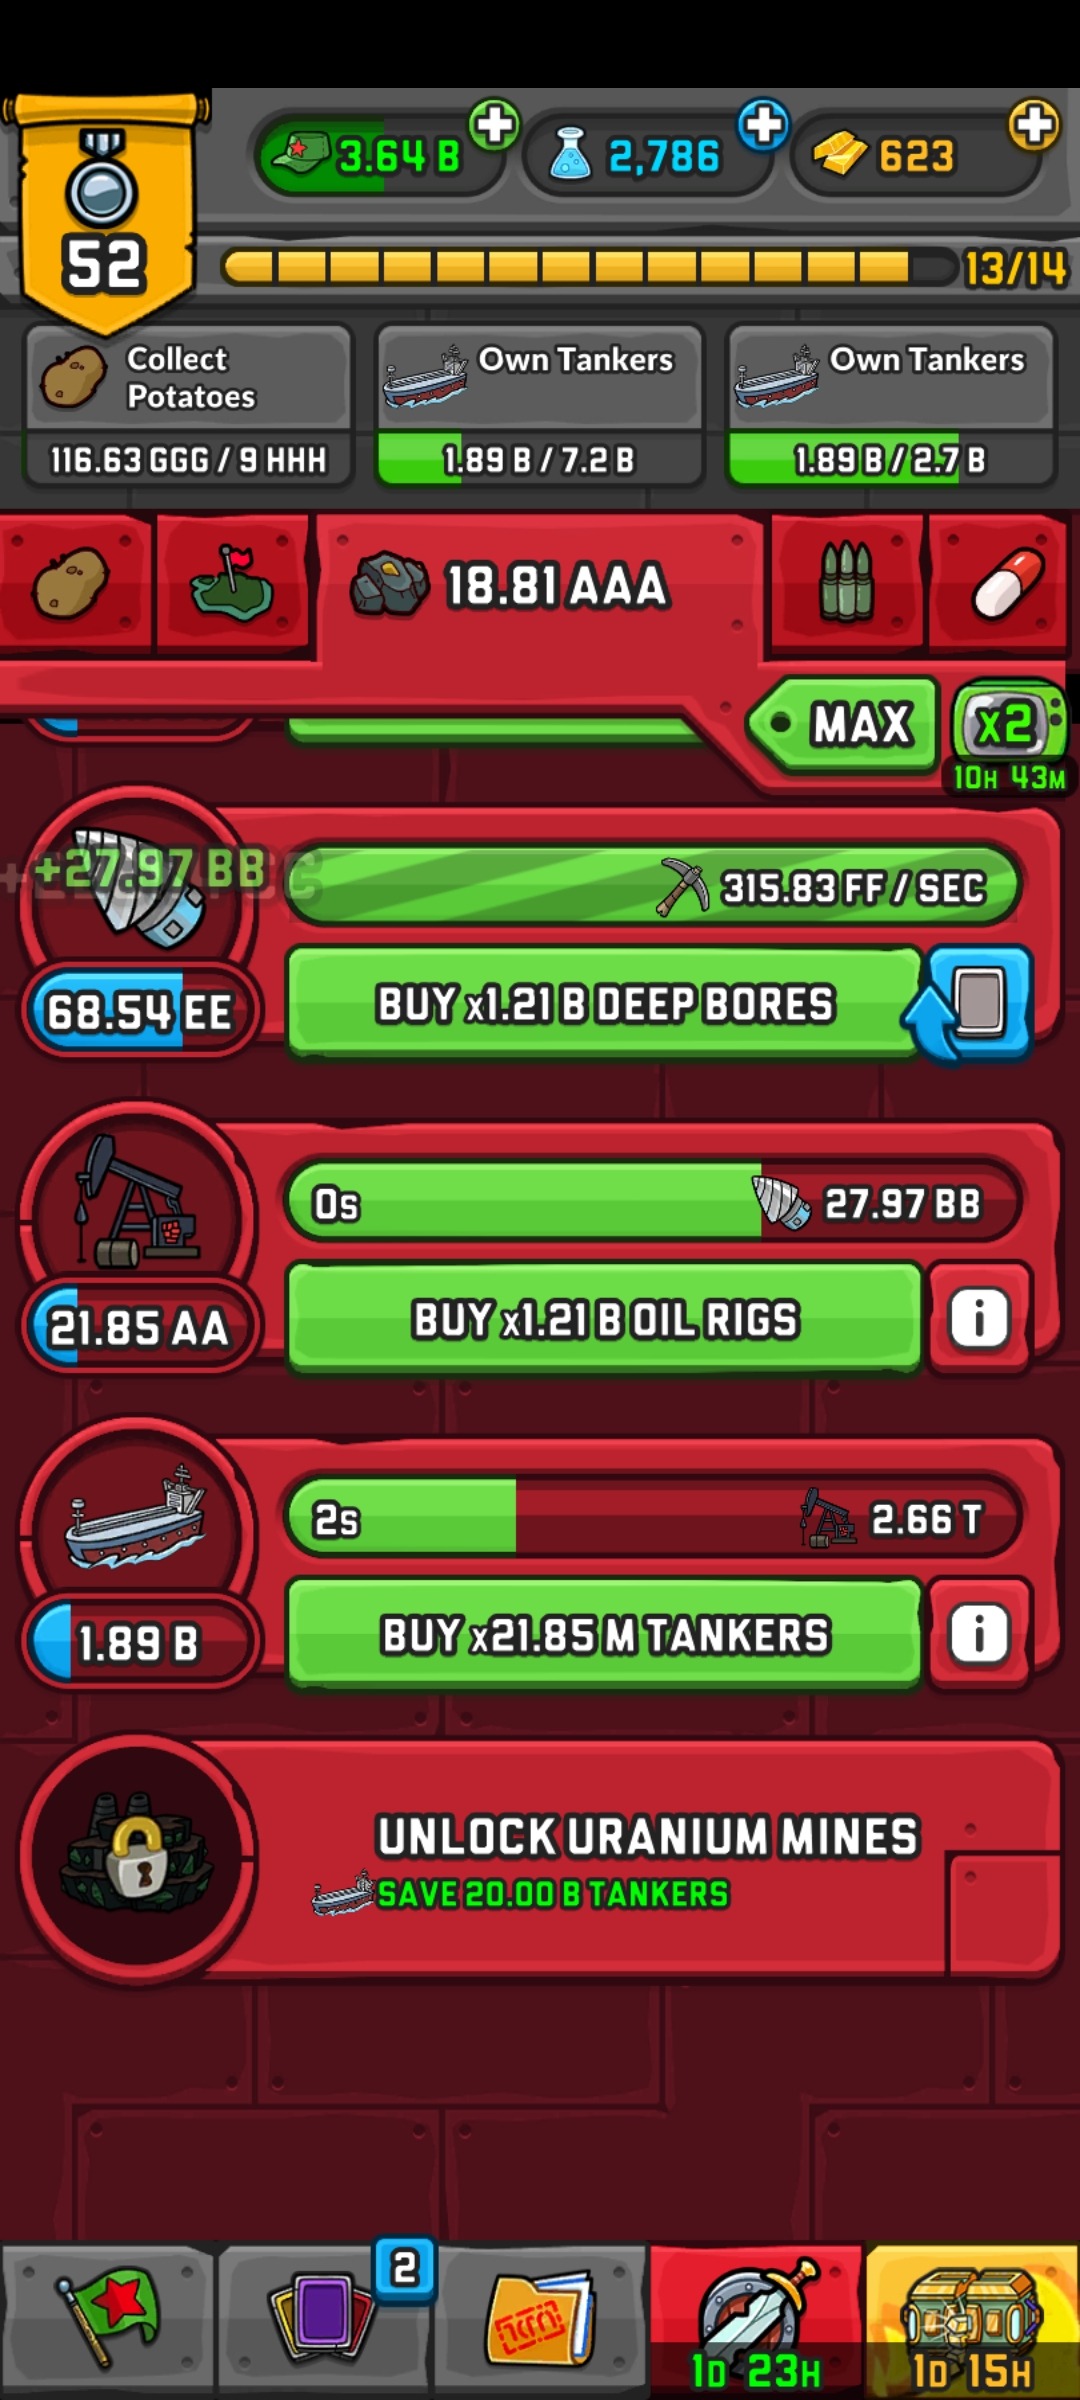 3.64 B
2,786
623
52
13/14
Collect
Potatoes
116.63 GGG / 9 HHH
Own Tankers
1.89 B / 7.2 B
Own Tankers
1.89 B / 2.7 B
18.81 AAA
MAX
X2
10H 43M
+27.97 BB
315.83 FF / SEC
68.54 EE
BUY x1.21 B DEEP BORES
0s
27.97 BB
21.85 AA
BUY x1.21 B OIL RIGS
i
2s
2.66 T
1.89 B
BUY x21.85 M TANKERS
i
UNLOCK URANIUM MINES
SAVE 20.00 B TANKERS
2
1D 23H
1D 15H